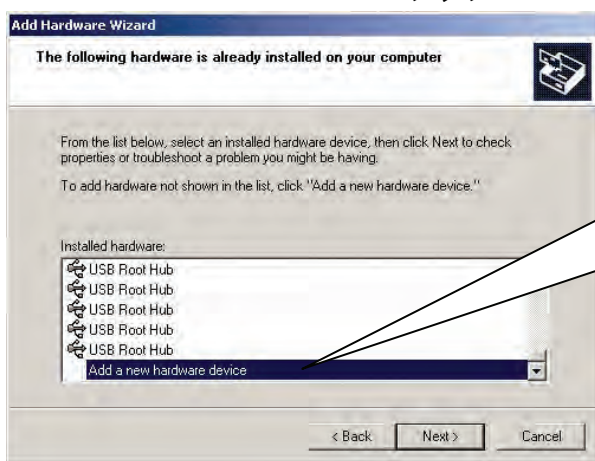 Add Hardware Wizard
The following hardware is already installed on your computer
From the list below, select an installed hardware device, then click Next to check
properties or troubleshoot a problem you might be having.
To add hardware not shown in the list, click "Add a new hardware device."
Installed hardware:
USB Root Hub
USB Root Hub
USB Root Hub
USB Root Hub
USB Root Hub
Add a new hardware device
< Back Next > Cancel